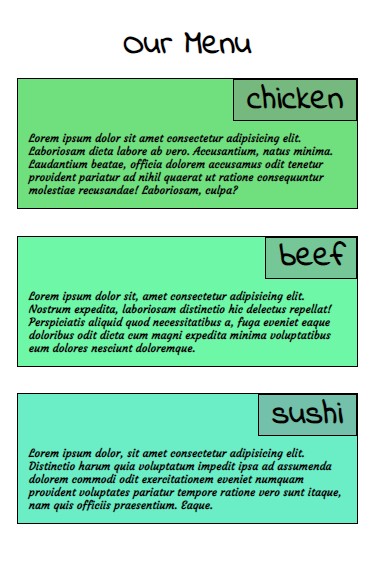 Our Menu
chicken
Lorem ipsum dolor sit amet consectetur adipisicing elit.
Laboriosam dicta labore ab vero. Accusantium, natus minima.
Laudantium beatae, officia dolorem accusamus odit tenetur
provident pariatur ad nihil quaerat ut ratione consequuntur
molestiae recusandae! Laboriosam, culpa?
beef
Lorem ipsum dolor sit, amet consectetur adipisicing elit.
Nostrum expedita, laboriosam distinctio hic delectus repellat!
Perspiciatis aliquid quod necessitatibus a, fuga eveniet eaque
doloribus odit dicta cum magni expedita minima voluptatibus
eum dolores nesciunt doloremque.
sushi
Lorem ipsum dolor, sit amet consectetur adipisicing elit.
Distinctio harum quia voluptatum impedit ipsa ad assumenda
dolorem commodi odit exercitationem eveniet numquam
provident voluptates pariatur tempore ratione vero sunt itaque,
nam quis officiis praesentium. Eaque.